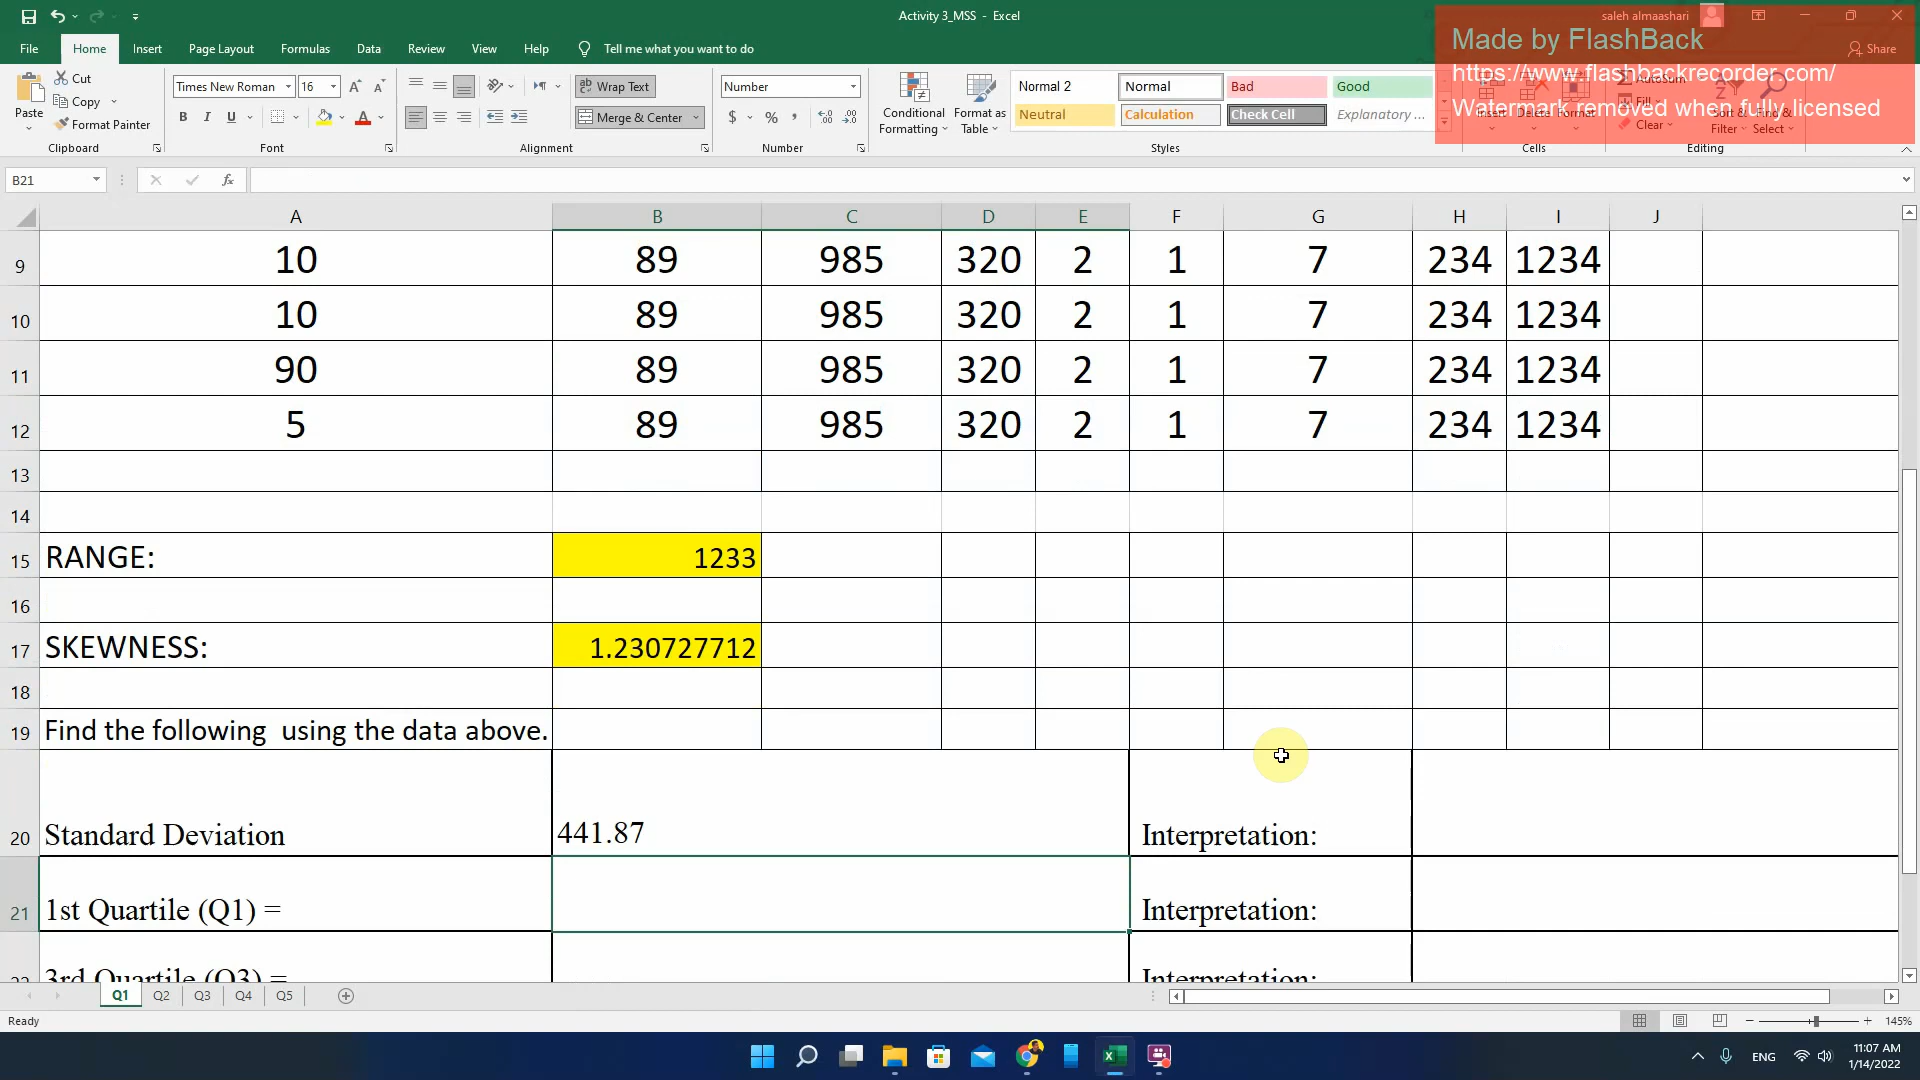 Activity 3_MSS - Excel
saleh almaashari
Made by FlashBack
https://www.flashbackrecorder.com/
Watermark removed when fully licensed
File Home Insert Page Layout Formulas Data Review View Help Tell me what you want to do Share
Paste
Cut
Copy
Format Painter
Clipboard
Times New Roman 16
B I U
Font
Wrap Text
Merge & Center
Alignment
Number
$ %
Number
Conditional Formatting
Format as Table
Normal 2 Normal Bad Good
Neutral Calculation Check Cell Explanatory ...
Styles
Insert Delete Format
Cells
AutoSum
Fill
Clear
Sort & Filter
Find & Select
Editing
B21 fx
A B C D E F G H I J
9 10 89 985 320 2 1 7 234 1234
10 10 89 985 320 2 1 7 234 1234
11 90 89 985 320 2 1 7 234 1234
12 5 89 985 320 2 1 7 234 1234
13
14
15 RANGE: 1233
16
17 SKEWNESS: 1.230727712
18
19 Find the following using the data above.
20 Standard Deviation 441.87 Interpretation:
21 1st Quartile (Q1) = Interpretation:
22 3rd Quartile (Q3) = Interpretation:
Q1 Q2 Q3 Q4 Q5
Ready 145%
ENG
11:07 AM
1/14/2022